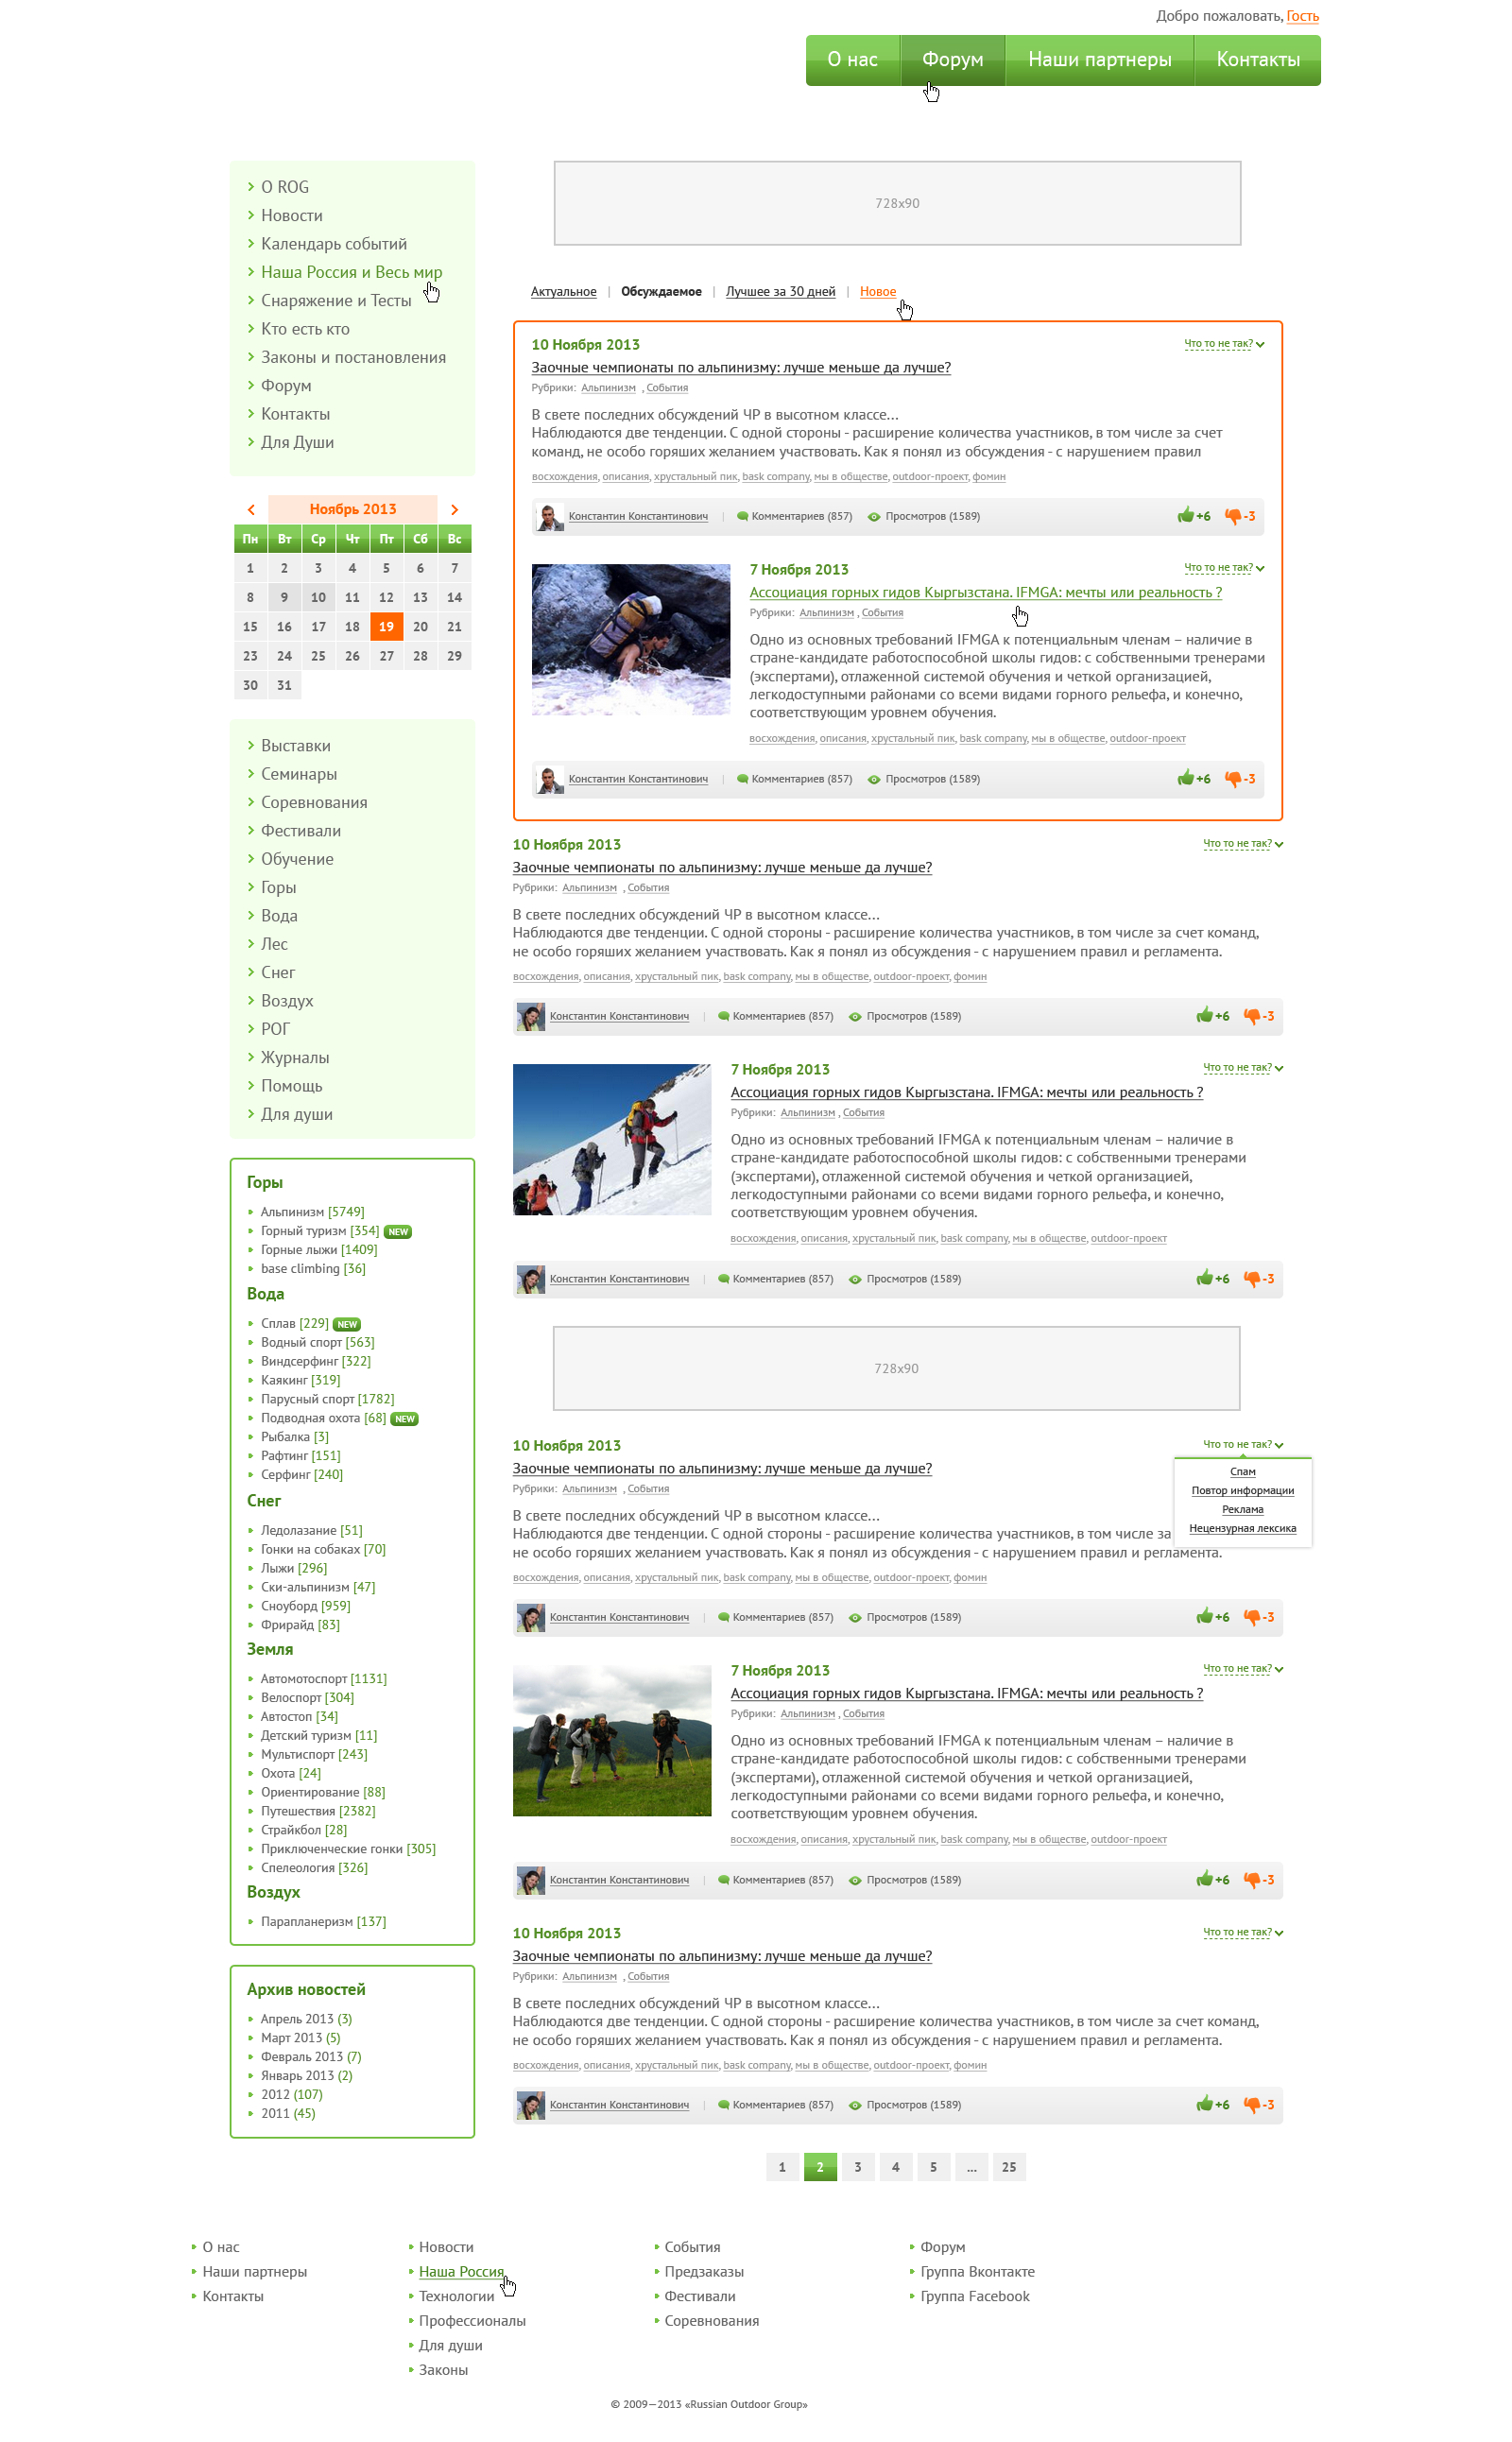 Добро пожаловать, Гость
О нас Форум Наши партнеры Контакты
О ROG
Новости
Календарь событий
Наша Россия и Весь мир
Снаряжение и Тесты
Кто есть кто
Законы и постановления
Форум
Контакты
Для Души
Ноябрь 2013
Пн Вт Ср Чт Пт Сб Вс
1 2 3 4 5 6 7
8 9 10 11 12 13 14
15 16 17 18 19 20 21
23 24 25 26 27 28 29
30 31
Выставки
Семинары
Соревнования
Фестивали
Обучение
Горы
Вода
Лес
Снег
Воздух
РОГ
Журналы
Помощь
Для души
Горы
Альпинизм [5749]
Горный туризм [354] NEW
Горные лыжи [1409]
base climbing [36]
Вода
Сплав [229] NEW
Водный спорт [563]
Виндсерфинг [322]
Каякинг [319]
Парусный спорт [1782]
Подводная охота [68] NEW
Рыбалка [3]
Рафтинг [151]
Серфинг [240]
Снег
Ледолазание [51]
Гонки на собаках [70]
Лыжи [296]
Ски-альпинизм [47]
Сноуборд [959]
Фрирайд [83]
Земля
Автомотоспорт [1131]
Велоспорт [304]
Автостоп [34]
Детский туризм [11]
Мультиспорт [243]
Охота [24]
Ориентирование [88]
Путешествия [2382]
Страйкбол [28]
Приключенческие гонки [305]
Спелеология [326]
Воздух
Парапланеризм [137]
Архив новостей
Апрель 2013 (3)
Март 2013 (5)
Февраль 2013 (7)
Январь 2013 (2)
2012 (107)
2011 (45)
728x90
Актуальное | Обсуждаемое | Лучшее за 30 дней | Новое
10 Ноября 2013 Что то не так?
Заочные чемпионаты по альпинизму: лучше меньше да лучше?
Рубрики: Альпинизм , События
В свете последних обсуждений ЧР в высотном классе...
Наблюдаются две тенденции. С одной стороны - расширение количества участников, в том числе за счет
команд, не особо горяших желанием участвовать. Как я понял из обсуждения - с нарушением правил
восхождения, описания, хрустальный пик, bask company, мы в обществе, outdoor-проект, фомин
Константин Константинович | Комментариев (857) Просмотров (1589) +6 -3
7 Ноября 2013 Что то не так?
Ассоциация горных гидов Кыргызстана. IFMGA: мечты или реальность ?
Рубрики: Альпинизм , События
Одно из основных требований IFMGA к потенциальным членам – наличие в
стране-кандидате работоспособной школы гидов: с собственными тренерами
(экспертами), отлаженной системой обучения и четкой организацией,
легкодоступными районами со всеми видами горного рельефа, и конечно,
соответствующим уровнем обучения.
восхождения, описания, хрустальный пик, bask company, мы в обществе, outdoor-проект
Константин Константинович | Комментариев (857) Просмотров (1589) +6 -3
10 Ноября 2013 Что то не так?
Заочные чемпионаты по альпинизму: лучше меньше да лучше?
Рубрики: Альпинизм , События
В свете последних обсуждений ЧР в высотном классе...
Наблюдаются две тенденции. С одной стороны - расширение количества участников, в том числе за счет команд,
не особо горяших желанием участвовать. Как я понял из обсуждения - с нарушением правил и регламента.
восхождения, описания, хрустальный пик, bask company, мы в обществе, outdoor-проект, фомин
Константин Константинович | Комментариев (857) Просмотров (1589) +6 -3
7 Ноября 2013 Что то не так?
Ассоциация горных гидов Кыргызстана. IFMGA: мечты или реальность ?
Рубрики: Альпинизм , События
Одно из основных требований IFMGA к потенциальным членам – наличие в
стране-кандидате работоспособной школы гидов: с собственными тренерами
(экспертами), отлаженной системой обучения и четкой организацией,
легкодоступными районами со всеми видами горного рельефа, и конечно,
соответствующим уровнем обучения.
восхождения, описания, хрустальный пик, bask company, мы в обществе, outdoor-проект
Константин Константинович | Комментариев (857) Просмотров (1589) +6 -3
728x90
10 Ноября 2013 Что то не так?
Заочные чемпионаты по альпинизму: лучше меньше да лучше?
Рубрики: Альпинизм , События
Спам
Повтор информации
Реклама
Нецензурная лексика
В свете последних обсуждений ЧР в высотном классе...
Наблюдаются две тенденции. С одной стороны - расширение количества участников, в том числе за
не особо горяших желанием участвовать. Как я понял из обсуждения - с нарушением правил и регламента.
восхождения, описания, хрустальный пик, bask company, мы в обществе, outdoor-проект, фомин
Константин Константинович | Комментариев (857) Просмотров (1589) +6 -3
7 Ноября 2013 Что то не так?
Ассоциация горных гидов Кыргызстана. IFMGA: мечты или реальность ?
Рубрики: Альпинизм , События
Одно из основных требований IFMGA к потенциальным членам – наличие в
стране-кандидате работоспособной школы гидов: с собственными тренерами
(экспертами), отлаженной системой обучения и четкой организацией,
легкодоступными районами со всеми видами горного рельефа, и конечно,
соответствующим уровнем обучения.
восхождения, описания, хрустальный пик, bask company, мы в обществе, outdoor-проект
Константин Константинович | Комментариев (857) Просмотров (1589) +6 -3
10 Ноября 2013 Что то не так?
Заочные чемпионаты по альпинизму: лучше меньше да лучше?
Рубрики: Альпинизм , События
В свете последних обсуждений ЧР в высотном классе...
Наблюдаются две тенденции. С одной стороны - расширение количества участников, в том числе за счет команд,
не особо горяших желанием участвовать. Как я понял из обсуждения - с нарушением правил и регламента.
восхождения, описания, хрустальный пик, bask company, мы в обществе, outdoor-проект, фомин
Константин Константинович | Комментариев (857) Просмотров (1589) +6 -3
1 2 3 4 5 ... 25
О нас
Наши партнеры
Контакты
Новости
Наша Россия
Технологии
Профессионалы
Для души
Законы
События
Предзаказы
Фестивали
Соревнования
Форум
Группа Вконтакте
Группа Facebook
© 2009—2013 «Russian Outdoor Group»